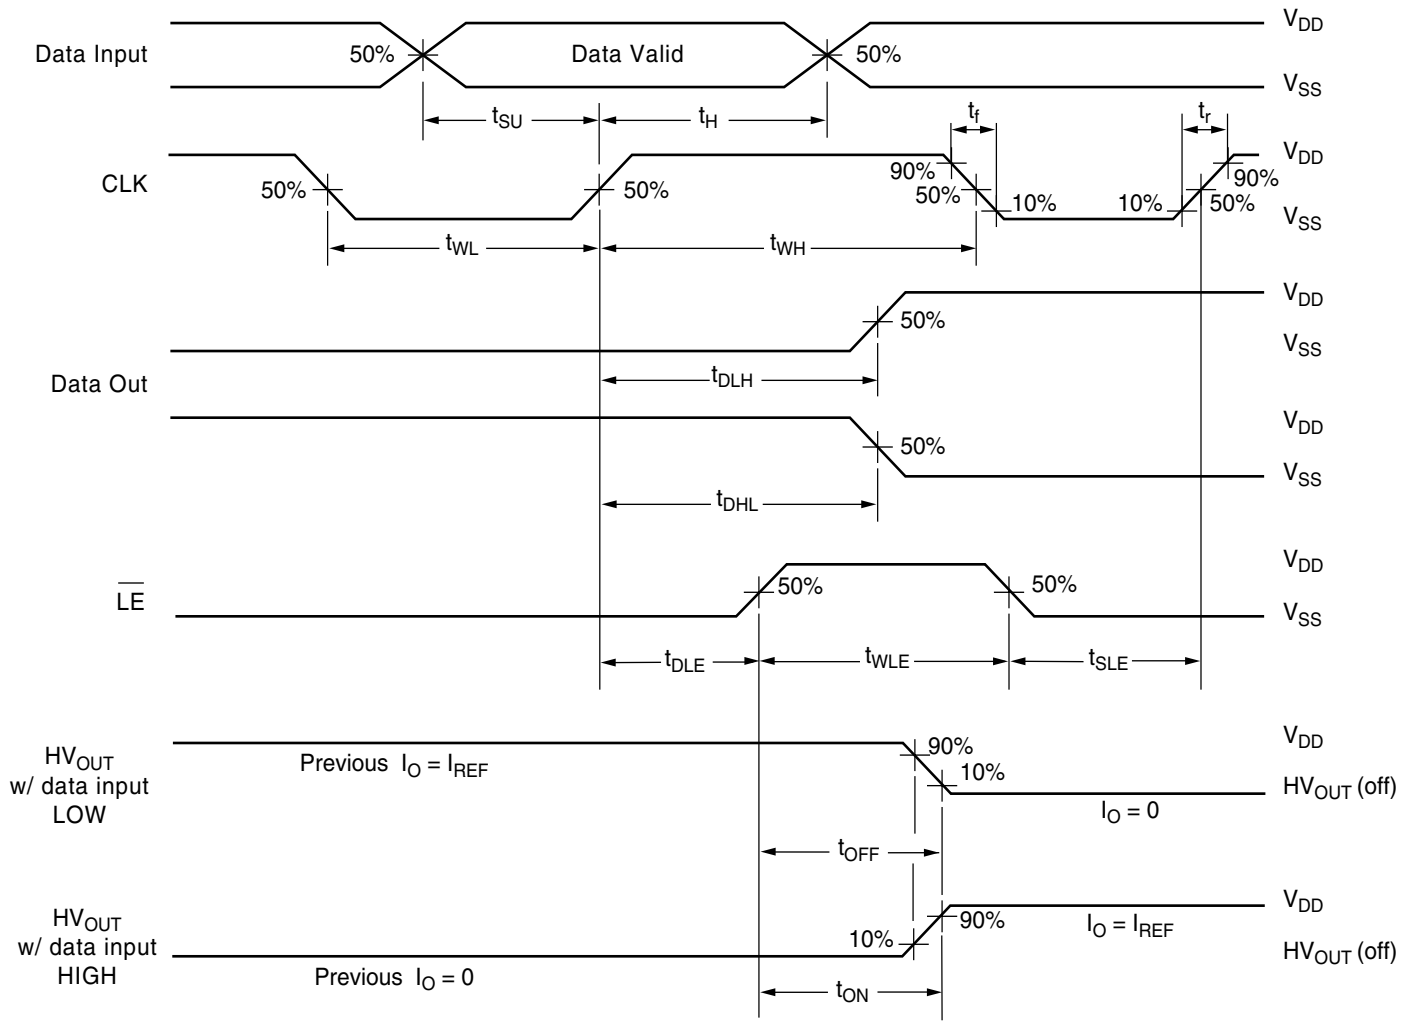 V_DD
Data Input 50% Data Valid 50%
V_SS
t_SU t_H t_f t_r
V_DD
CLK 50% 50% 90% 50% 10% 10% 50% 90%
V_SS
t_WL t_WH
V_DD
50%
V_SS
Data Out t_DLH
V_DD
50%
V_SS
t_DHL
V_DD
L̅E̅ 50% 50%
V_SS
t_DLE t_WLE t_SLE
V_DD
HV_OUT
w/ data input
LOW
Previous I_O = I_REF 90% 10%
HV_OUT (off)
I_O = 0
t_OFF
V_DD
HV_OUT
w/ data input
HIGH
10% 90% I_O = I_REF
HV_OUT (off)
Previous I_O = 0
t_ON